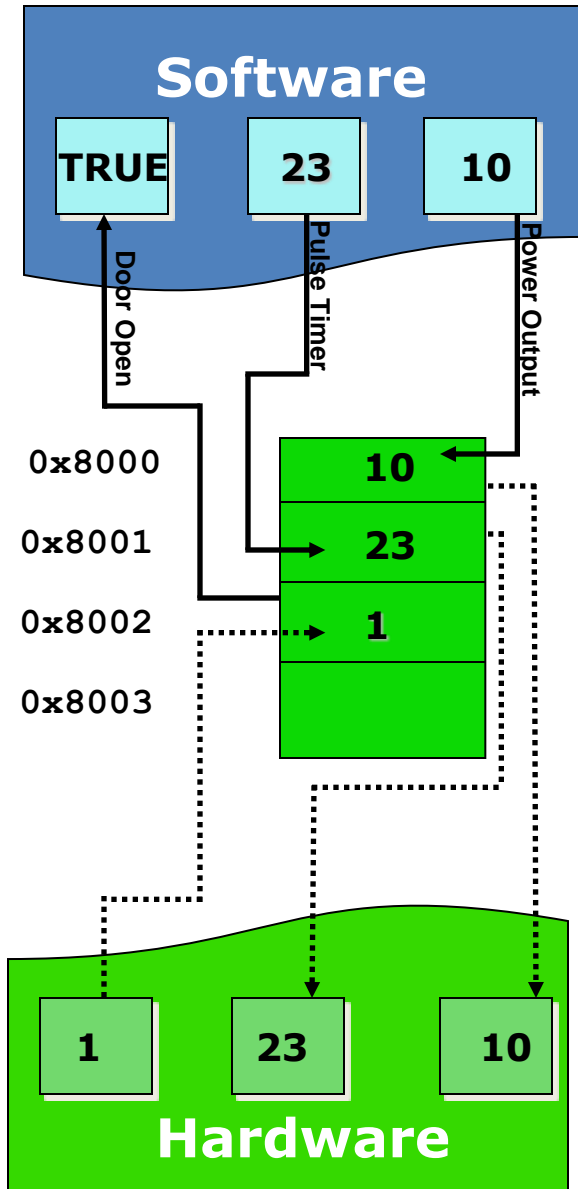 Software
TRUE
23
10
Door Open
Pulse Timer
Power Output
0x8000
10
0x8001
23
0x8002
1
0x8003
1
23
10
Hardware